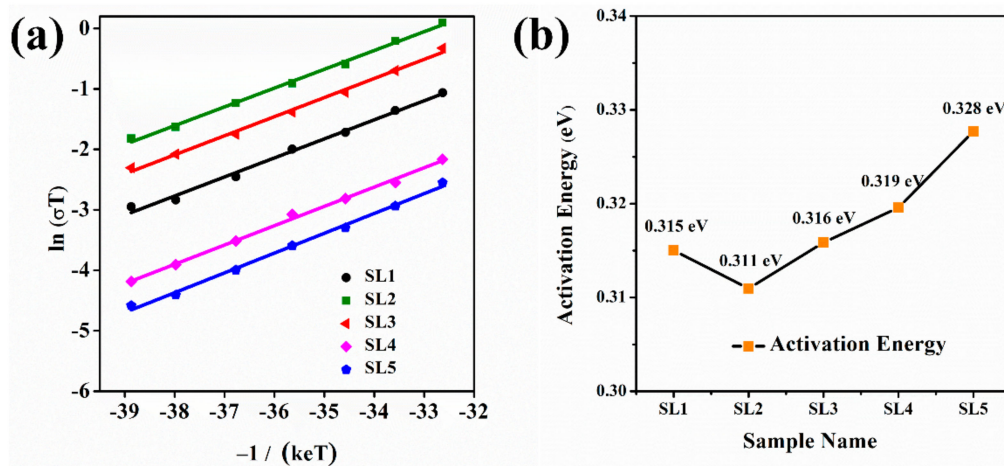 (a)
ln (σT)
0
-1
-2
-3
-4
-5
-6
SL1
SL2
SL3
SL4
SL5
-39 -38 -37 -36 -35 -34 -33 -32
−1 / (keT)
(b)
Activation Energy (eV)
0.34
0.33
0.32
0.31
0.30
0.315 eV
0.311 eV
0.316 eV
0.319 eV
0.328 eV
Activation Energy
SL1 SL2 SL3 SL4 SL5
Sample Name